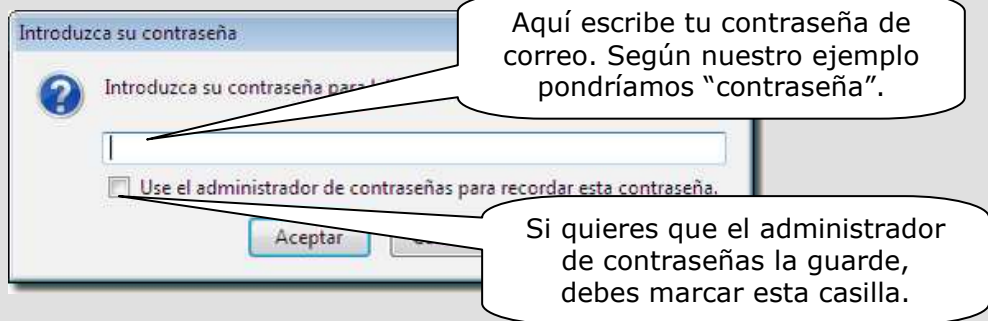 Introduzca su contraseña
Aquí escribe tu contraseña de
correo. Según nuestro ejemplo
pondríamos “contraseña”.
Introduzca su contraseña para
Use el administrador de contraseñas para recordar esta contraseña.
Aceptar
Si quieres que el administrador
de contraseñas la guarde,
debes marcar esta casilla.